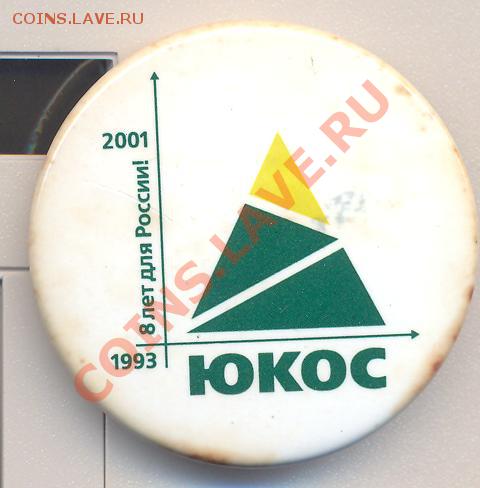 COINS.LAVE.RU
2001
8 лет для России!
1993
ЮКОС
COINS.LAVE.RU